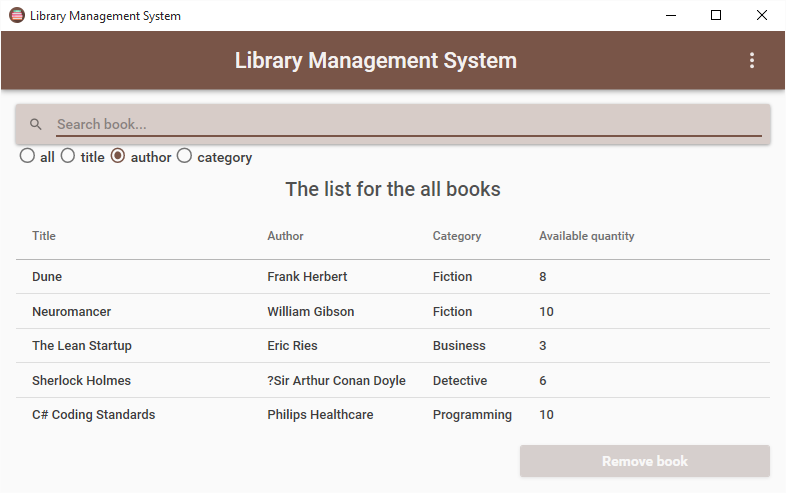 Library Management System
Library Management System
Search book...
all title author category
The list for the all books
Title Author Category Available quantity
Dune Frank Herbert Fiction 8
Neuromancer William Gibson Fiction 10
The Lean Startup Eric Ries Business 3
Sherlock Holmes ?Sir Arthur Conan Doyle Detective 6
C# Coding Standards Philips Healthcare Programming 10
Remove book